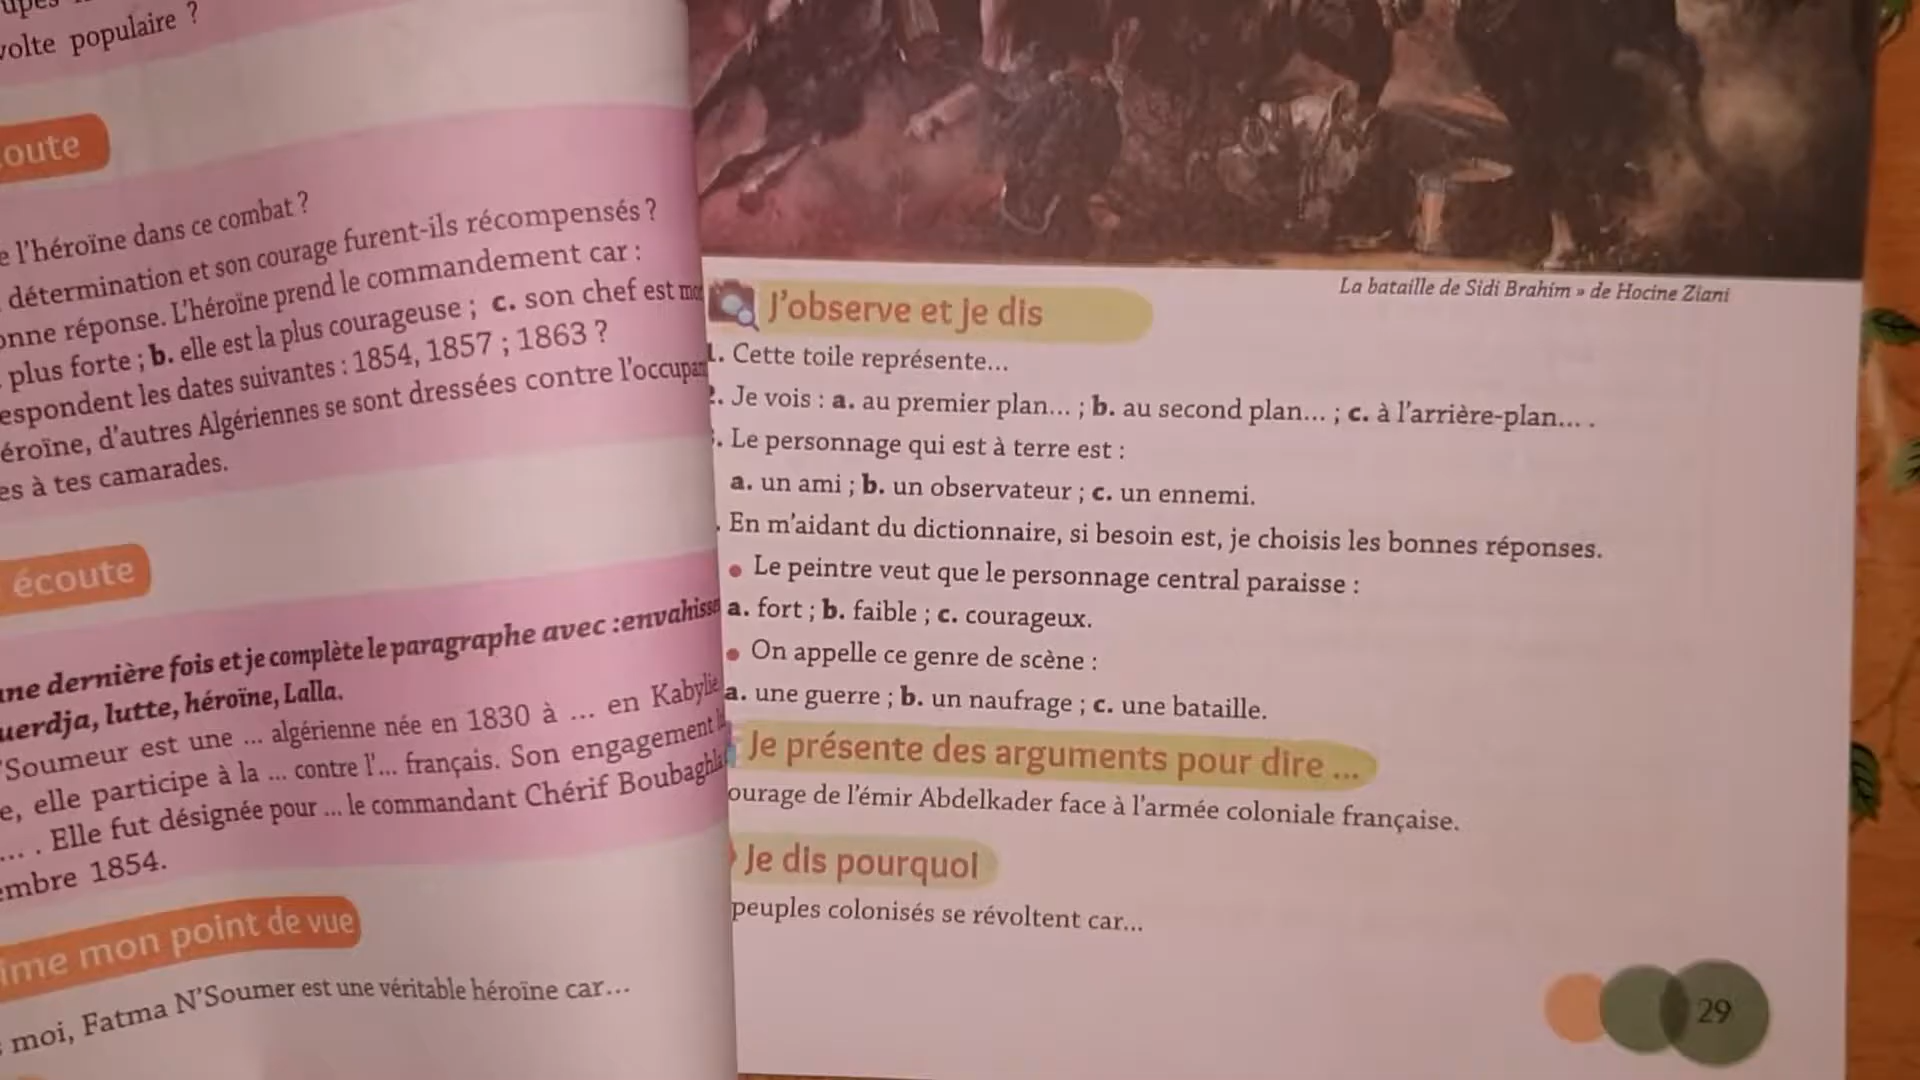 volte populaire ?
oute
e l'héroïne dans ce combat ?
détermination et son courage furent-ils récompensés ?
onne réponse. L'héroïne prend le commandement car :
plus forte ; b. elle est la plus courageuse ; c. son chef est mo
espondent les dates suivantes : 1854, 1857 ; 1863 ?
éroïne, d'autres Algériennes se sont dressées contre l'occupan
es à tes camarades.
écoute
une dernière fois et je complète le paragraphe avec :envahisse
uerdja, lutte, héroïne, Lalla.
'Soumeur est une ... algérienne née en 1830 à ... en Kabylie
e, elle participe à la ... contre l'... français. Son engagement l
... . Elle fut désignée pour ... le commandant Chérif Boubaghla
embre 1854.
ime mon point de vue
moi, Fatma N'Soumer est une véritable héroïne car...
La bataille de Sidi Brahim » de Hocine Ziani
J'observe et je dis
1. Cette toile représente...
2. Je vois : a. au premier plan... ; b. au second plan... ; c. à l'arrière-plan... .
. Le personnage qui est à terre est :
a. un ami ; b. un observateur ; c. un ennemi.
. En m'aidant du dictionnaire, si besoin est, je choisis les bonnes réponses.
• Le peintre veut que le personnage central paraisse :
a. fort ; b. faible ; c. courageux.
• On appelle ce genre de scène :
a. une guerre ; b. un naufrage ; c. une bataille.
Je présente des arguments pour dire ...
ourage de l'émir Abdelkader face à l'armée coloniale française.
Je dis pourquoi
peuples colonisés se révoltent car...
29